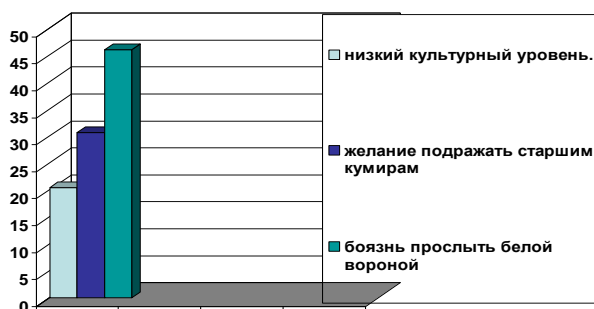 50
45
40
35
30
25
20
15
10
5
0
низкий культурный уровень.
желание подражать старшим
кумирам
боязнь прослыть белой
вороной